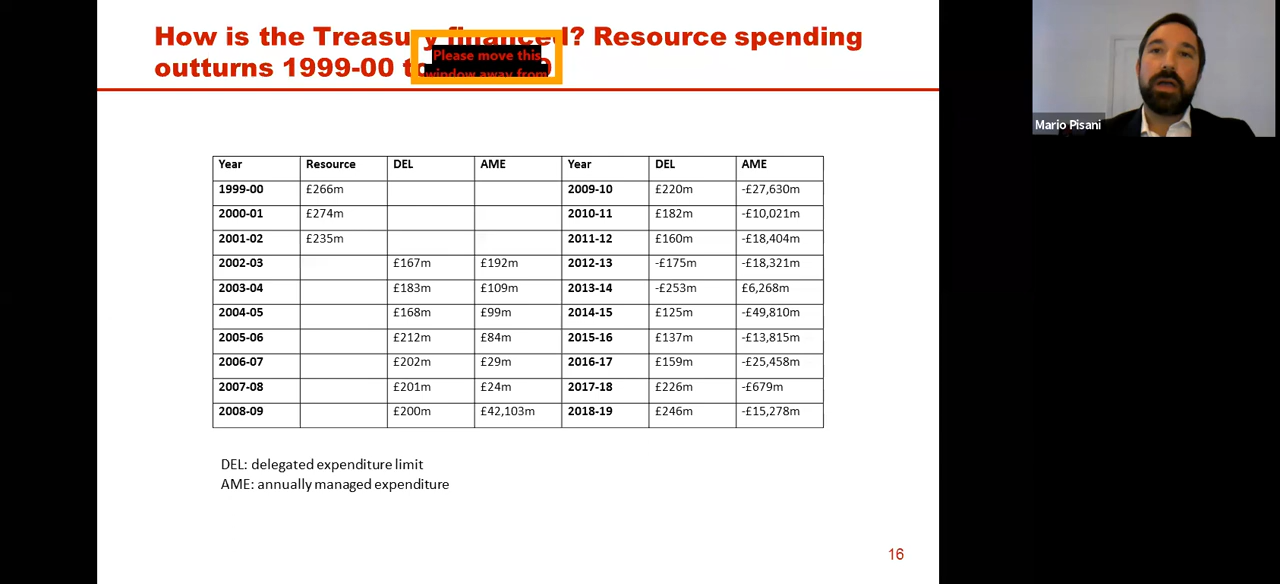 How is the Treasury financed? Resource spending
outturns 1999-00
Please move this
window away from
Mario Pisani
Year Resource DEL AME Year DEL AME
1999-00 £266m 2009-10 £220m -£27,630m
2000-01 £274m 2010-11 £182m -£10,021m
2001-02 £235m 2011-12 £160m -£18,404m
2002-03 £167m £192m 2012-13 -£175m -£18,321m
2003-04 £183m £109m 2013-14 -£253m £6,268m
2004-05 £168m £99m 2014-15 £125m -£49,810m
2005-06 £212m £84m 2015-16 £137m -£13,815m
2006-07 £202m £29m 2016-17 £159m -£25,458m
2007-08 £201m £24m 2017-18 £226m -£679m
2008-09 £200m £42,103m 2018-19 £246m -£15,278m
DEL: delegated expenditure limit
AME: annually managed expenditure
16